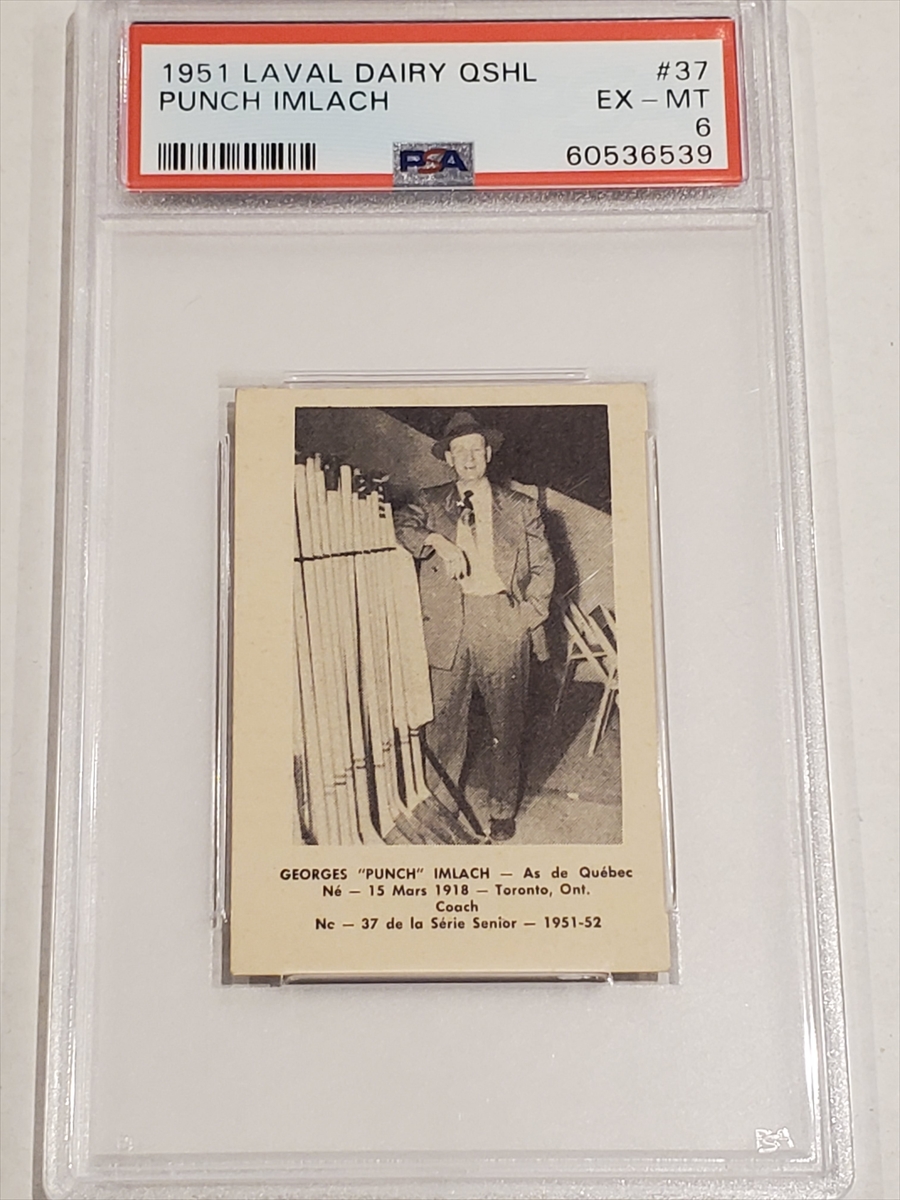 1951 LAVAL DAIRY QSHL #37
PUNCH IMLACH EX - MT
6
PSA 60536539
GEORGES "PUNCH" IMLACH — As de Québec
Né — 15 Mars 1918 — Toronto, Ont.
Coach
Nc — 37 de la Série Senior — 1951-52
PSA